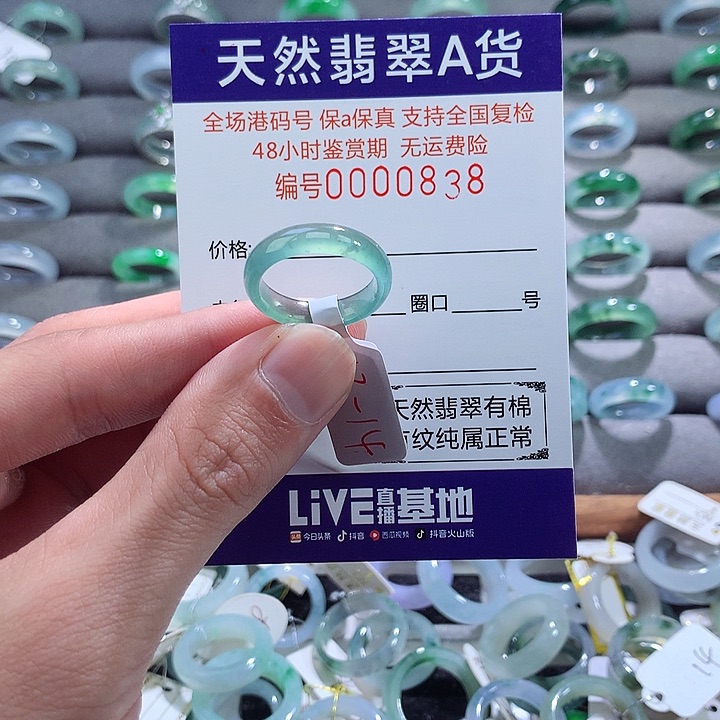 天然翡翠A货
全场港码号 保a保真 支持全国复检
48小时鉴赏期 无运费险
编号0000838
价格:
圈口 号
天然翡翠有棉
纹纯属正常
LiVE直播基地
今日头条 抖音 西瓜视频 抖音火山版
14